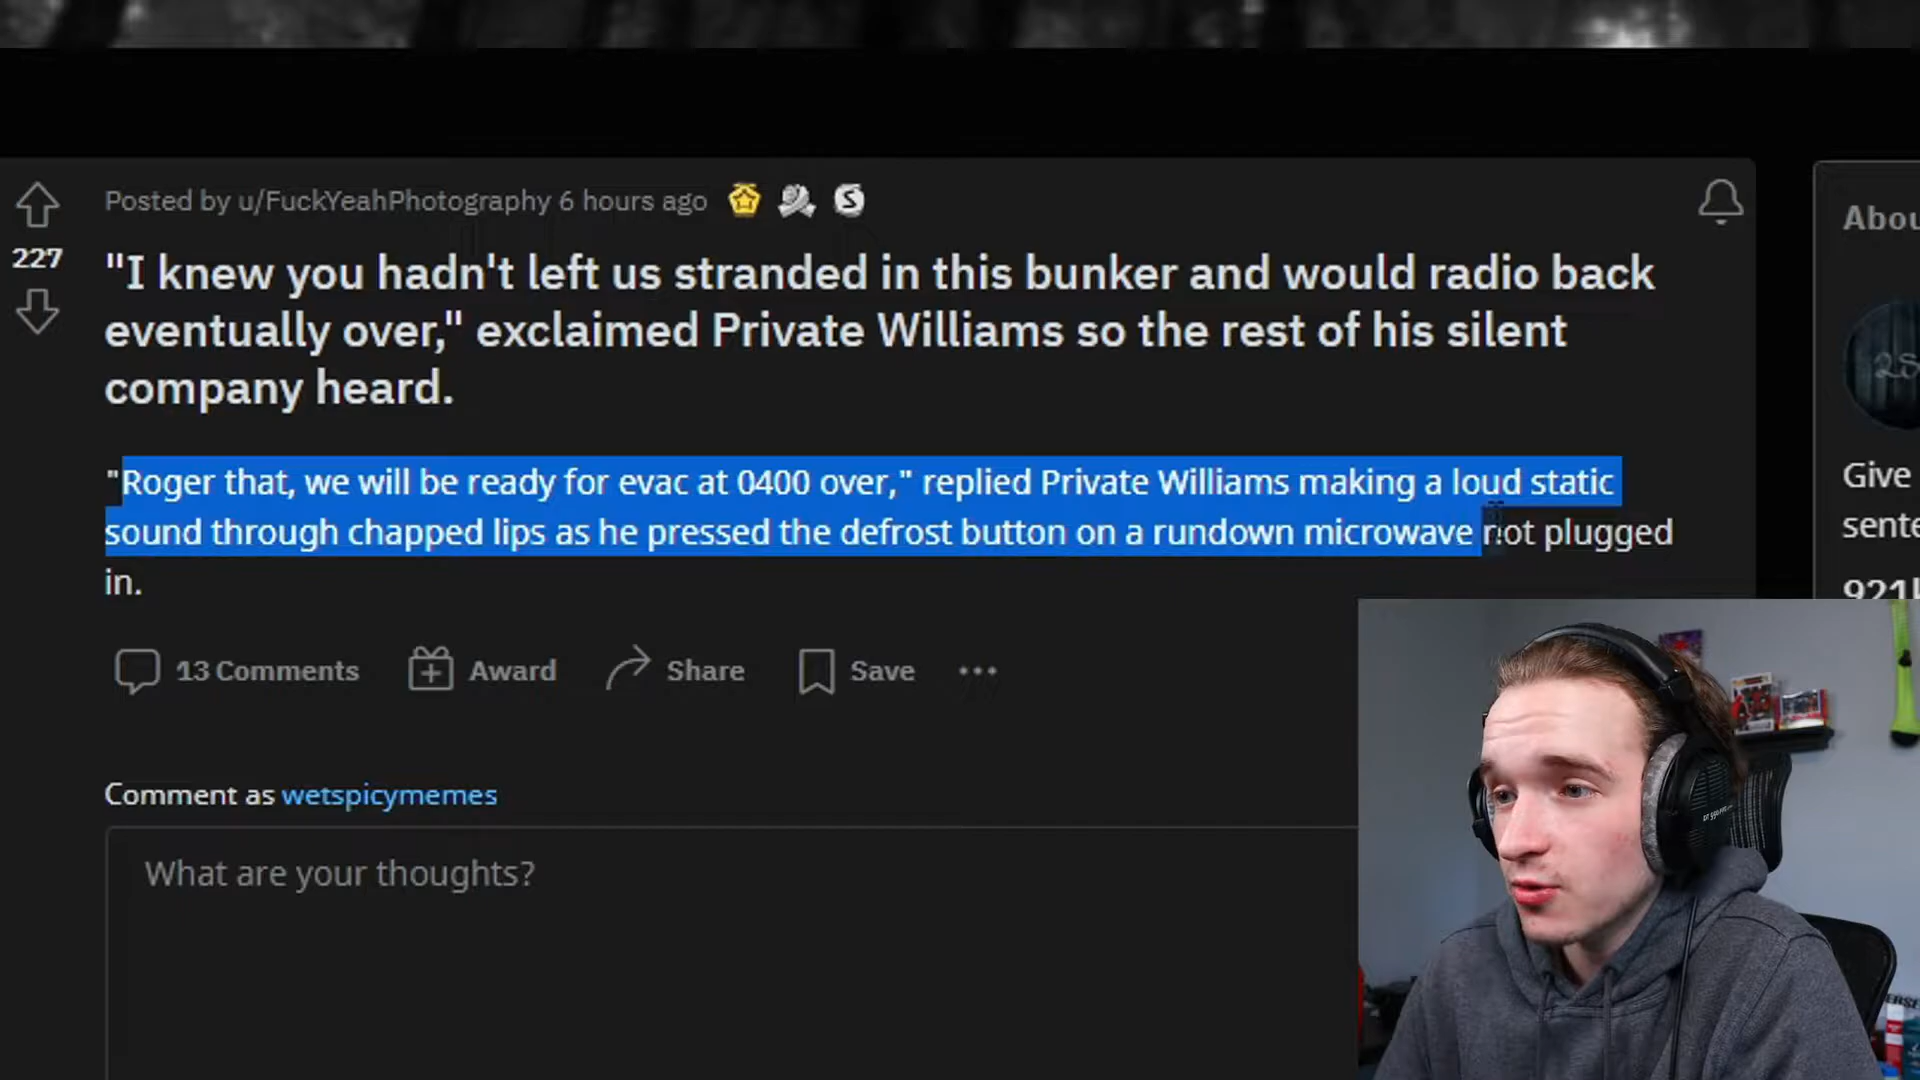 Posted by u/FuckYeahPhotography 6 hours ago
227
"I knew you hadn't left us stranded in this bunker and would radio back
eventually over," exclaimed Private Williams so the rest of his silent
company heard.
"Roger that, we will be ready for evac at 0400 over," replied Private Williams making a loud static
sound through chapped lips as he pressed the defrost button on a rundown microwave not plugged
in.
13 Comments Award Share Save
Comment as wetspicymemes
What are your thoughts?
Abou
Give
sente